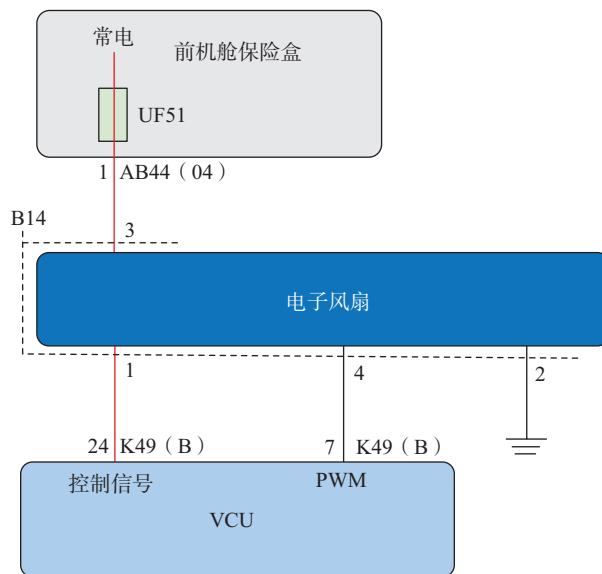 常电
前机舱保险盒
UF51
1 AB44（04）
B14
3
电子风扇
1
4
2
24 K49（B）
7 K49（B）
控制信号
PWM
VCU